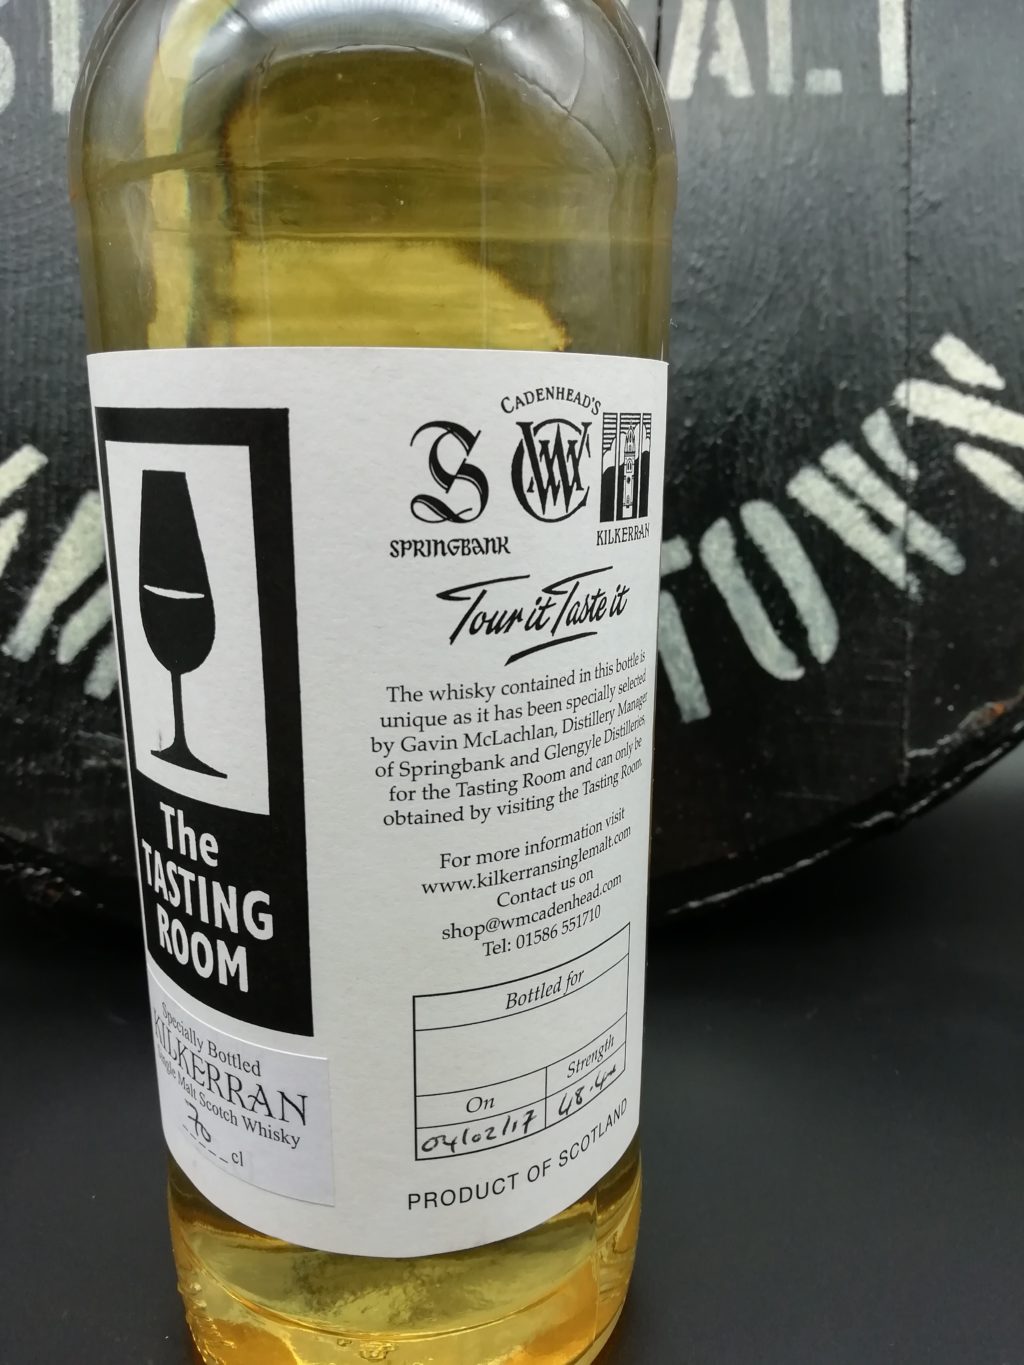 The
TASTING
ROOM
Specially Bottled
KILKERRAN
Single Malt Scotch Whisky
70 cl
CADENHEAD'S
S
SPRINGBANK
KILKERRAN
Tour it Taste it
The whisky contained in this bottle is
unique as it has been specially selected
by Gavin McLachlan, Distillery Manager
of Springbank and Glengyle Distilleries,
for the Tasting Room and can only be
obtained by visiting the Tasting Room.
For more information visit
www.kilkerransinglemalt.com
Contact us on
shop@wmcadenhead.com
Tel: 01586 551710
Bottled for
On
Strength
04/02/17
PRODUCT OF SCOTLAND